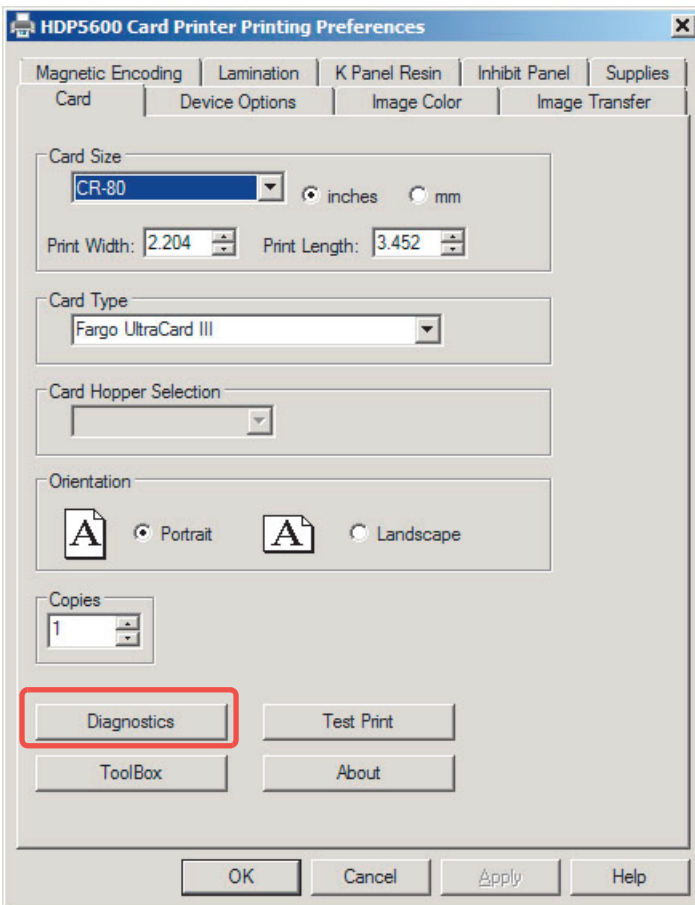 HDP5600 Card Printer Printing Preferences
Magnetic Encoding Lamination K Panel Resin Inhibit Panel Supplies
Card Device Options Image Color Image Transfer
Card Size
CR-80 inches mm
Print Width: 2.204 Print Length: 3.452
Card Type
Fargo UltraCard III
Card Hopper Selection
Orientation
A Portrait A Landscape
Copies
1
Diagnostics Test Print
ToolBox About
OK Cancel Apply Help